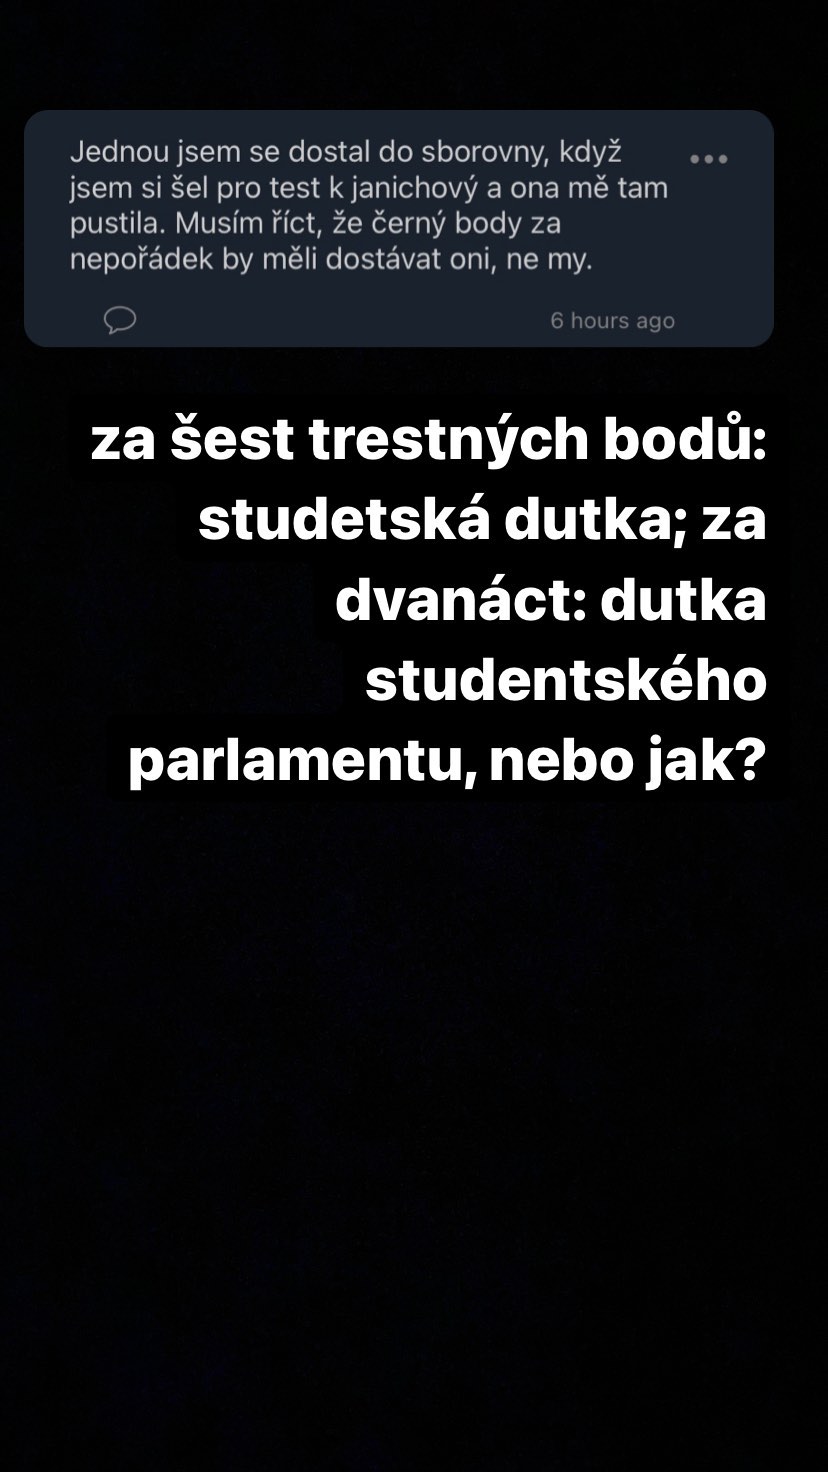 Jednou jsem se dostal do sborovny, když
jsem si šel pro test k janichový a ona mě tam
pustila. Musím říct, že černý body za
nepořádek by měli dostávat oni, ne my.
6 hours ago
za šest trestných bodů:
studetská dutka; za
dvanáct: dutka
studentského
parlamentu, nebo jak?